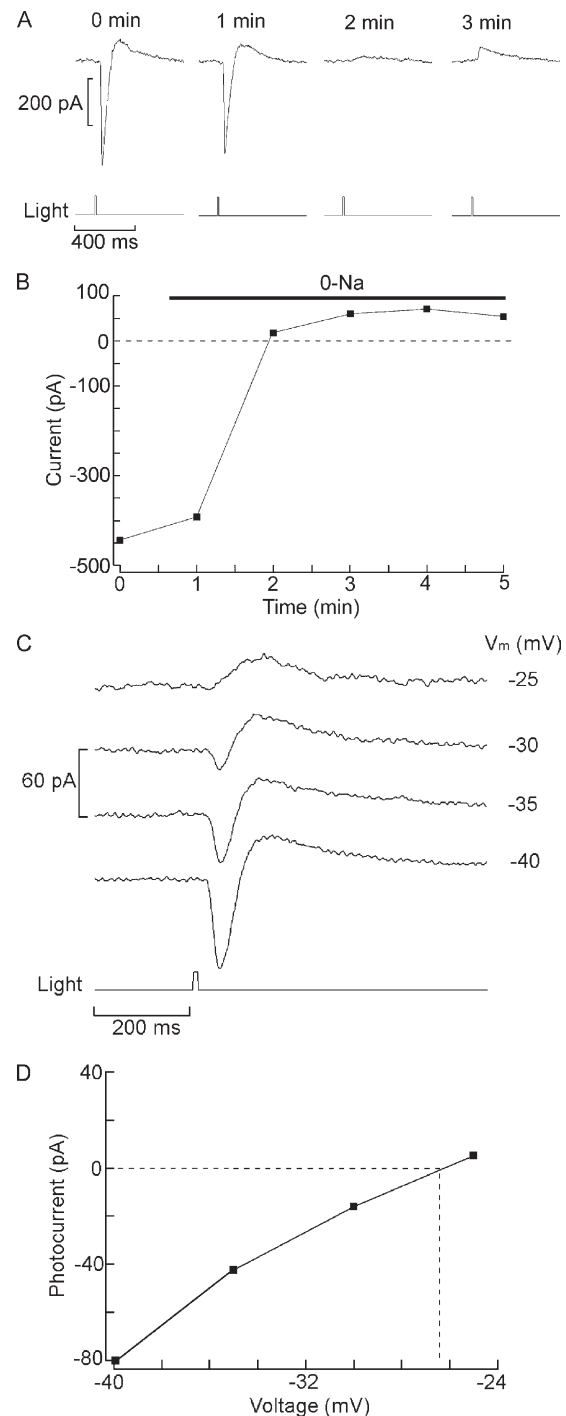 A
0 min 1 min 2 min 3 min
200 pA
Light
400 ms
B
0-Na
100
0
-100
-300
-500
Current (pA)
0 1 2 3 4 5
Time (min)
C
Vm (mV)
-25
-30
60 pA
-35
-40
Light
200 ms
D
40
0
-40
-80
Photocurrent (pA)
-40 -32 -24
Voltage (mV)